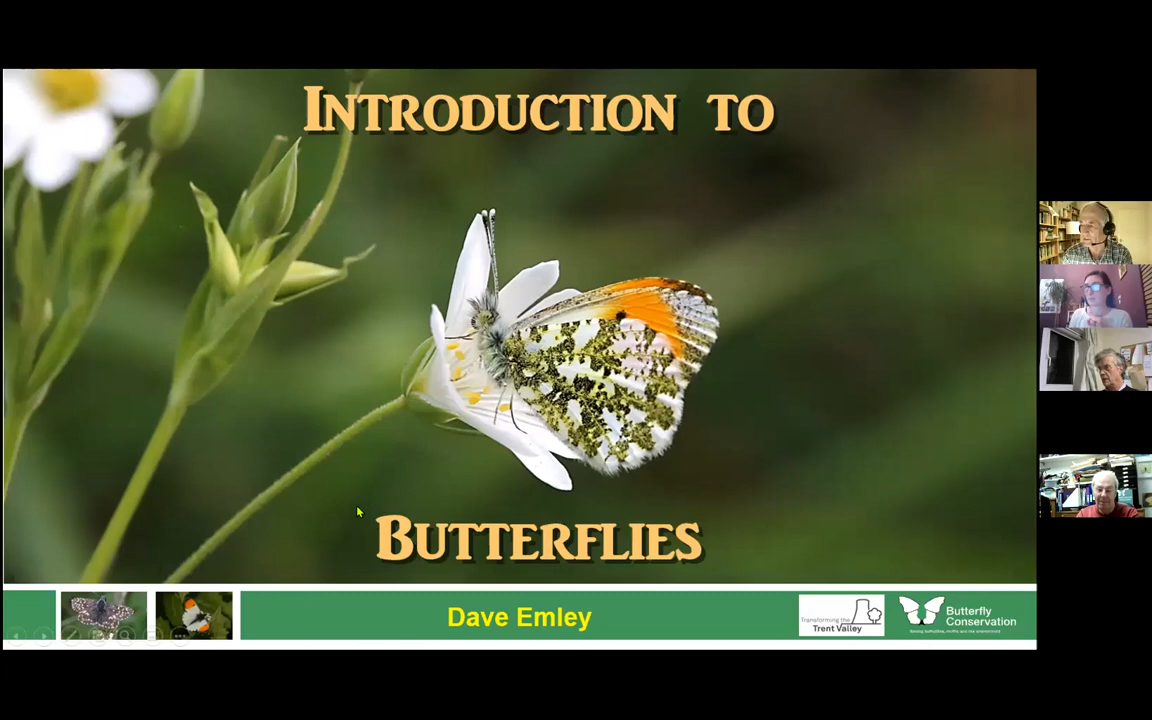 INTRODUCTION TO
BUTTERFLIES
Dave Emley
Transforming the
Trent Valley
Butterfly
Conservation